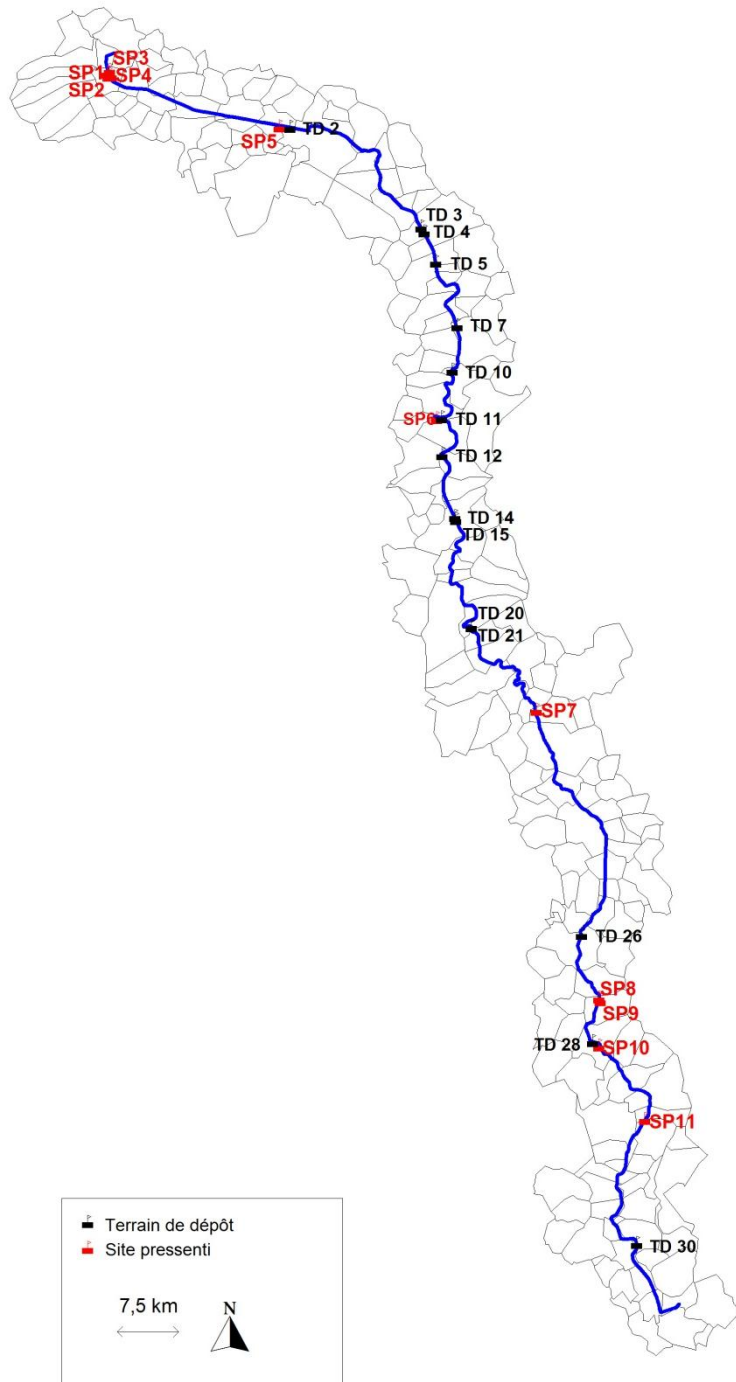 SP3
SP1 SP4
SP2
SP5 TD 2
TD 3
TD 4
TD 5
TD 7
TD 10
SP6 TD 11
TD 12
TD 14
TD 15
TD 20
TD 21
SP7
TD 26
SP8
SP9
TD 28 SP10
SP11
TD 30
Terrain de dépôt
Site pressenti
7,5 km
N